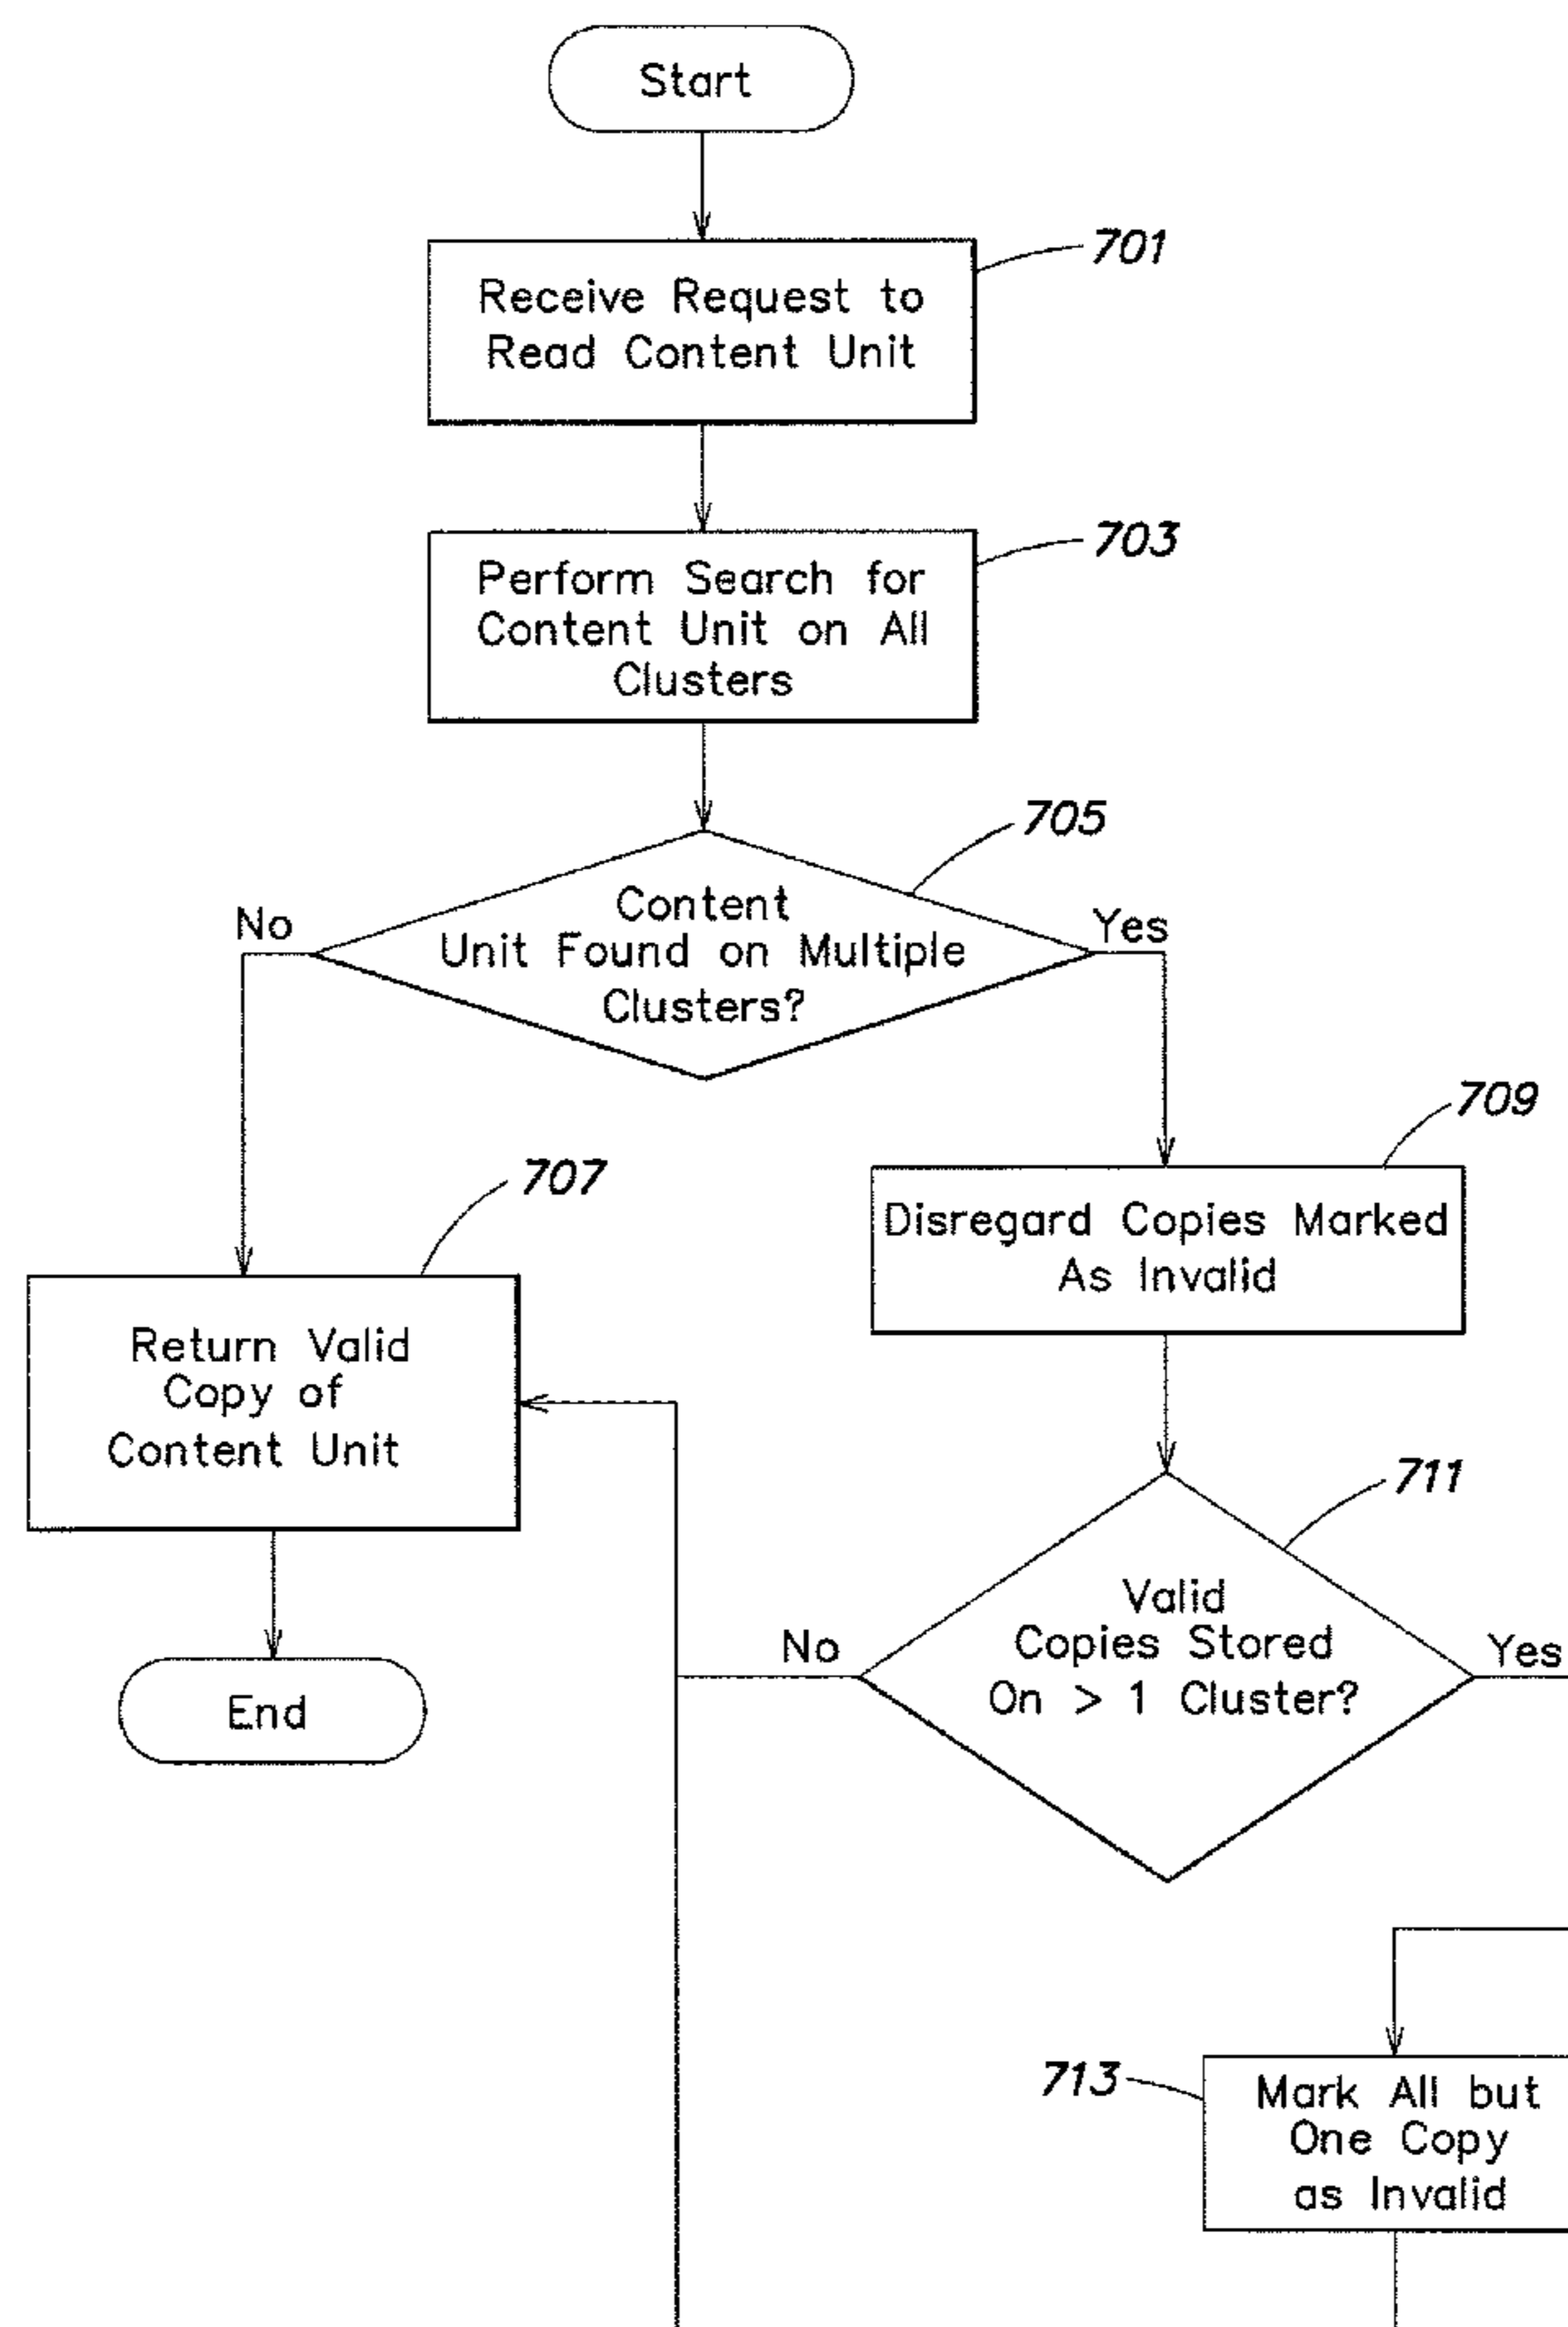 Start
701
Receive Request to
Read Content Unit
703
Perform Search for
Content Unit on All
Clusters
705
Content
Unit Found on Multiple
Clusters?
No
Yes
709
Disregard Copies Marked
As Invalid
707
Return Valid
Copy of
Content Unit
End
711
Valid
Copies Stored
On > 1 Cluster?
No
Yes
713
Mark All but
One Copy
as Invalid